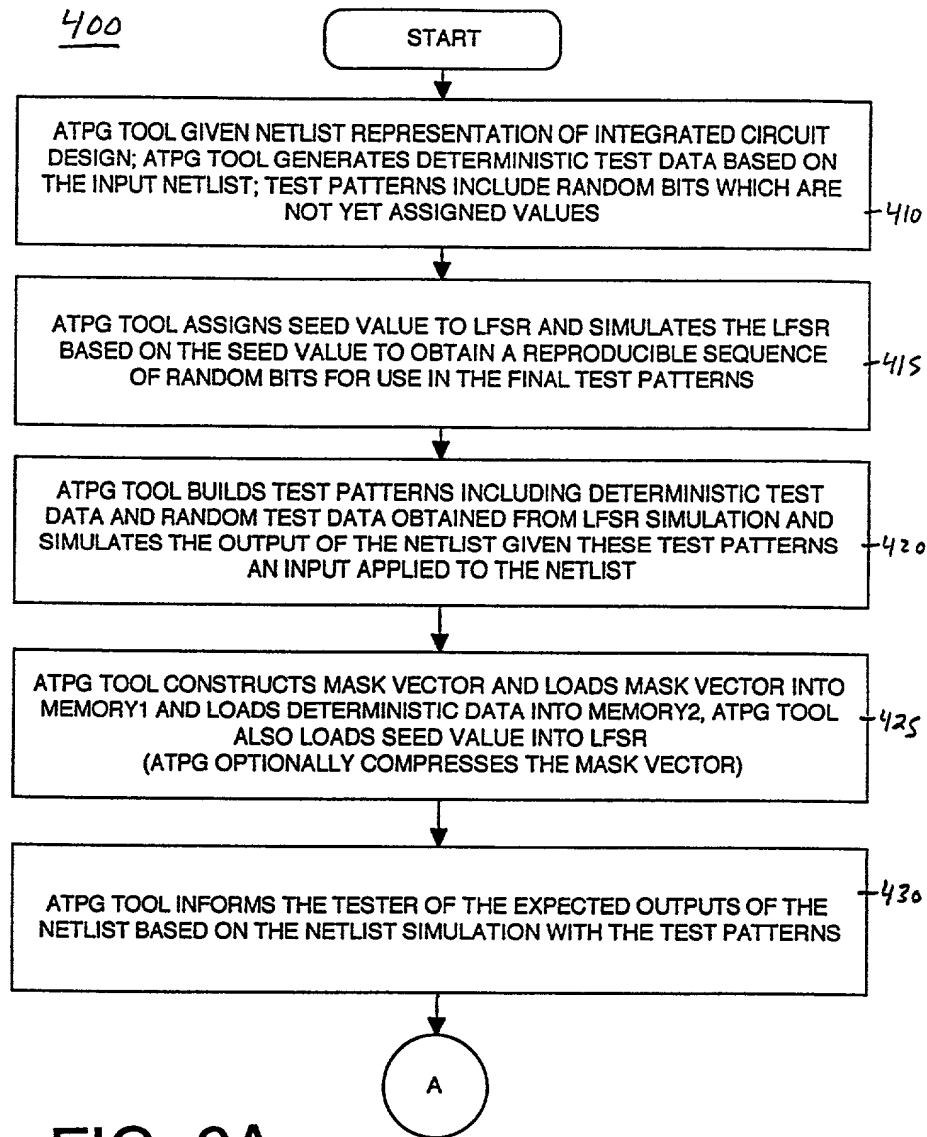 400
START
ATPG TOOL GIVEN NETLIST REPRESENTATION OF INTEGRATED CIRCUIT
DESIGN; ATPG TOOL GENERATES DETERMINISTIC TEST DATA BASED ON
THE INPUT NETLIST; TEST PATTERNS INCLUDE RANDOM BITS WHICH ARE
NOT YET ASSIGNED VALUES
410
ATPG TOOL ASSIGNS SEED VALUE TO LFSR AND SIMULATES THE LFSR
BASED ON THE SEED VALUE TO OBTAIN A REPRODUCIBLE SEQUENCE
OF RANDOM BITS FOR USE IN THE FINAL TEST PATTERNS
415
ATPG TOOL BUILDS TEST PATTERNS INCLUDING DETERMINISTIC TEST
DATA AND RANDOM TEST DATA OBTAINED FROM LFSR SIMULATION AND
SIMULATES THE OUTPUT OF THE NETLIST GIVEN THESE TEST PATTERNS
AN INPUT APPLIED TO THE NETLIST
420
ATPG TOOL CONSTRUCTS MASK VECTOR AND LOADS MASK VECTOR INTO
MEMORY1 AND LOADS DETERMINISTIC DATA INTO MEMORY2, ATPG TOOL
ALSO LOADS SEED VALUE INTO LFSR
(ATPG OPTIONALLY COMPRESSES THE MASK VECTOR)
425
ATPG TOOL INFORMS THE TESTER OF THE EXPECTED OUTPUTS OF THE
NETLIST BASED ON THE NETLIST SIMULATION WITH THE TEST PATTERNS
430
A